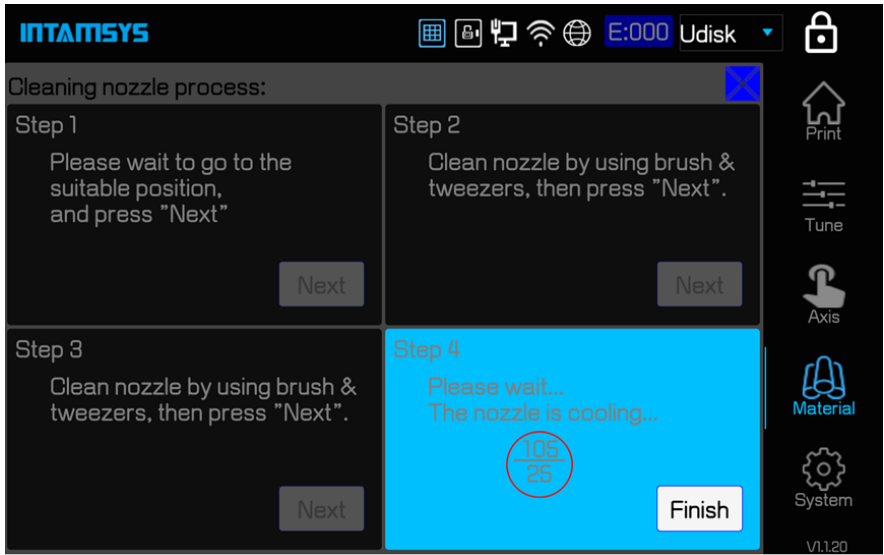 INTAMSYS
E:000
Udisk
Cleaning nozzle process:
Step 1
Please wait to go to the
suitable position,
and press "Next"
Next
Step 2
Clean nozzle by using brush &
tweezers, then press "Next".
Next
Step 3
Clean nozzle by using brush &
tweezers, then press "Next".
Next
Step 4
Please wait...
The nozzle is cooling...
105
25
Finish
Print
Tune
Axis
Material
System
V1.1.20